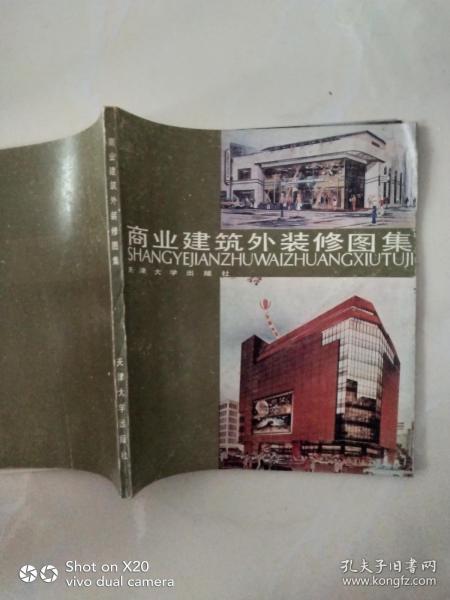 商业建筑外装修图集
SHANGYEJIANZHUWAIZHUANGXIUTUJI
天津大学出版社
商业建筑外装修图集
天津大学出版社
Shot on X20
vivo dual camera
孔夫子旧书网
www.kongfz.com